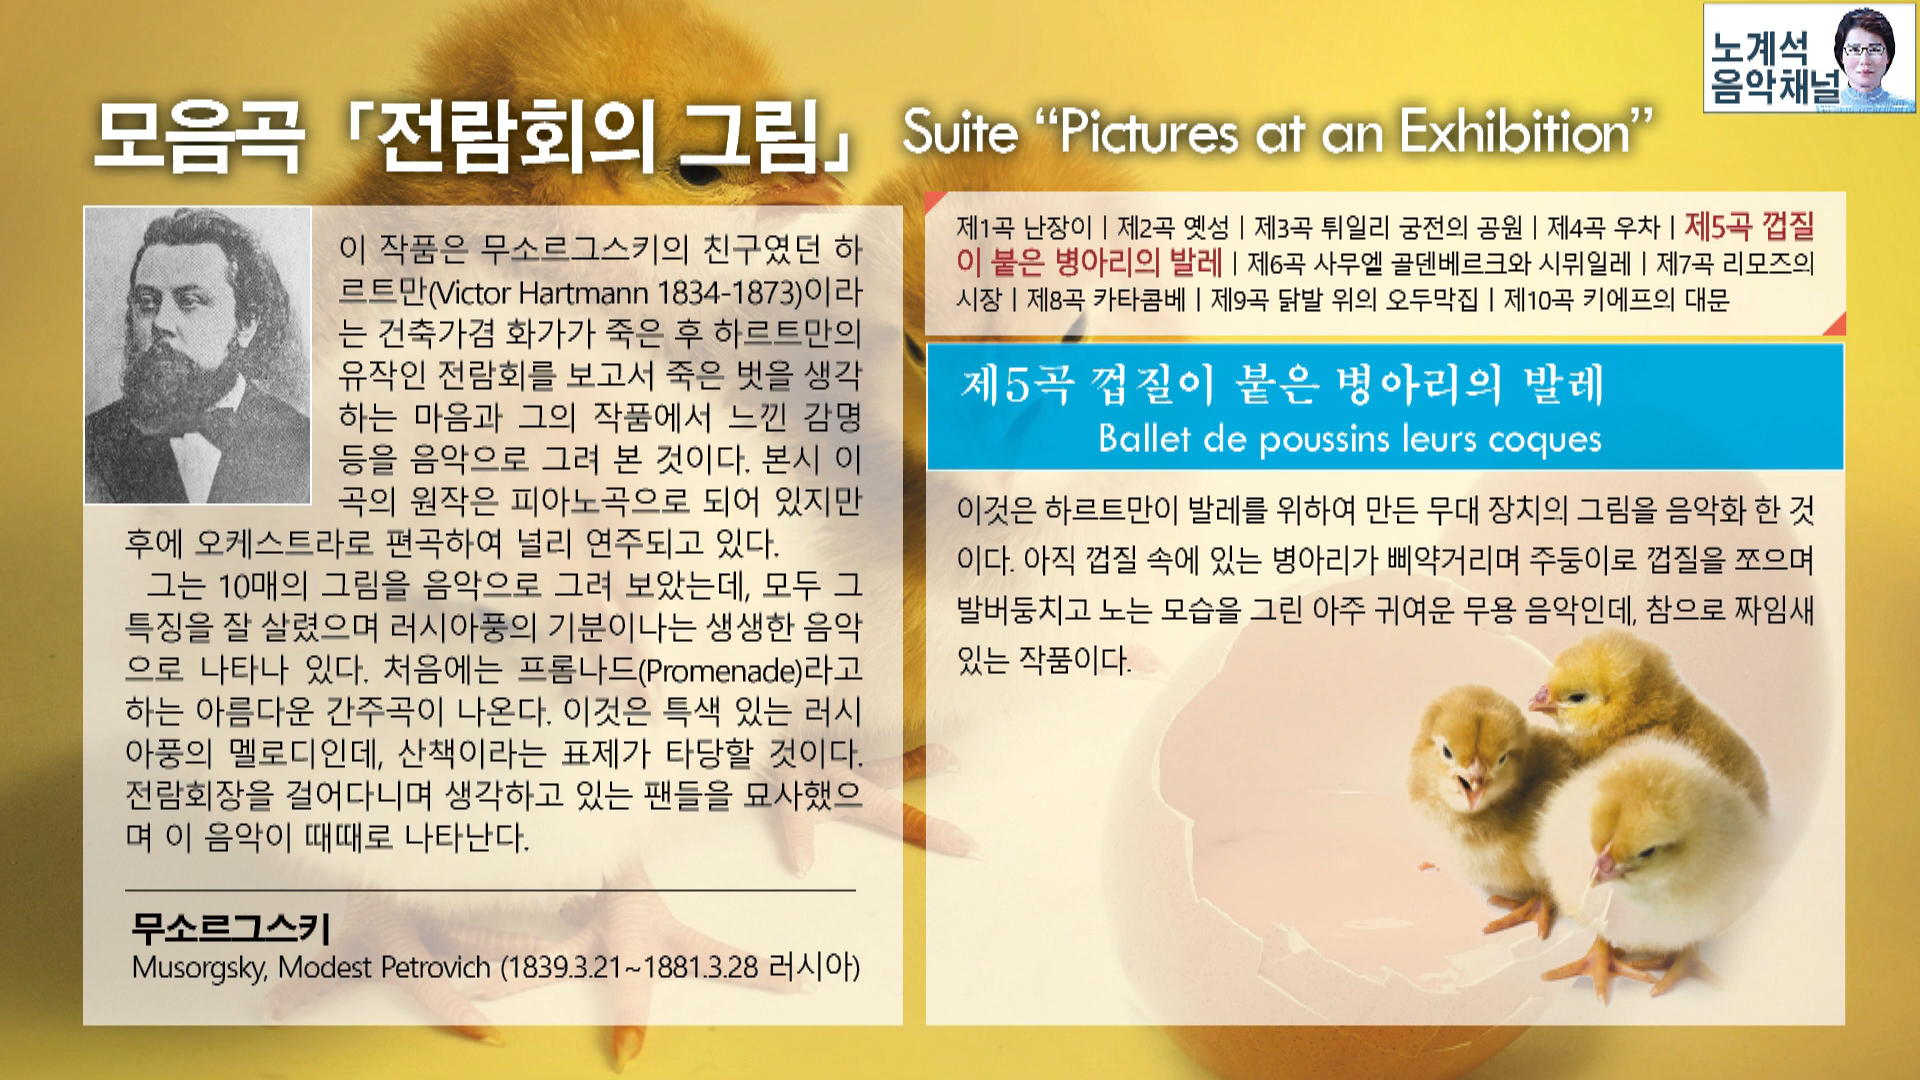 노계석
음악채널
모음곡「전람회의 그림」 Suite “Pictures at an Exhibition”
이 작품은 무소르그스키의 친구였던 하
르트만(Victor Hartmann 1834-1873)이라
는 건축가겸 화가가 죽은 후 하르트만의
유작인 전람회를 보고서 죽은 벗을 생각
하는 마음과 그의 작품에서 느낀 감명
등을 음악으로 그려 본 것이다. 본시 이
곡의 원작은 피아노곡으로 되어 있지만
후에 오케스트라로 편곡하여 널리 연주되고 있다.
그는 10매의 그림을 음악으로 그려 보았는데, 모두 그
특징을 잘 살렸으며 러시아풍의 기분이나는 생생한 음악
으로 나타나 있다. 처음에는 프롬나드(Promenade)라고
하는 아름다운 간주곡이 나온다. 이것은 특색 있는 러시
아풍의 멜로디인데, 산책이라는 표제가 타당할 것이다.
전람회장을 걸어다니며 생각하고 있는 팬들을 묘사했으
며 이 음악이 때때로 나타난다.
무소르그스키
Musorgsky, Modest Petrovich (1839.3.21~1881.3.28 러시아)
제1곡 난장이 | 제2곡 옛성 | 제3곡 튀일리 궁전의 공원 | 제4곡 우차 | 제5곡 껍질
이 붙은 병아리의 발레 | 제6곡 사무엘 골덴베르크와 시뮈일레 | 제7곡 리모즈의
시장 | 제8곡 카타콤베 | 제9곡 닭발 위의 오두막집 | 제10곡 키에프의 대문
제5곡 껍질이 붙은 병아리의 발레
Ballet de poussins leurs coques
이것은 하르트만이 발레를 위하여 만든 무대 장치의 그림을 음악화 한 것
이다. 아직 껍질 속에 있는 병아리가 삐약거리며 주둥이로 껍질을 쪼으며
발버둥치고 노는 모습을 그린 아주 귀여운 무용 음악인데, 참으로 짜임새
있는 작품이다.